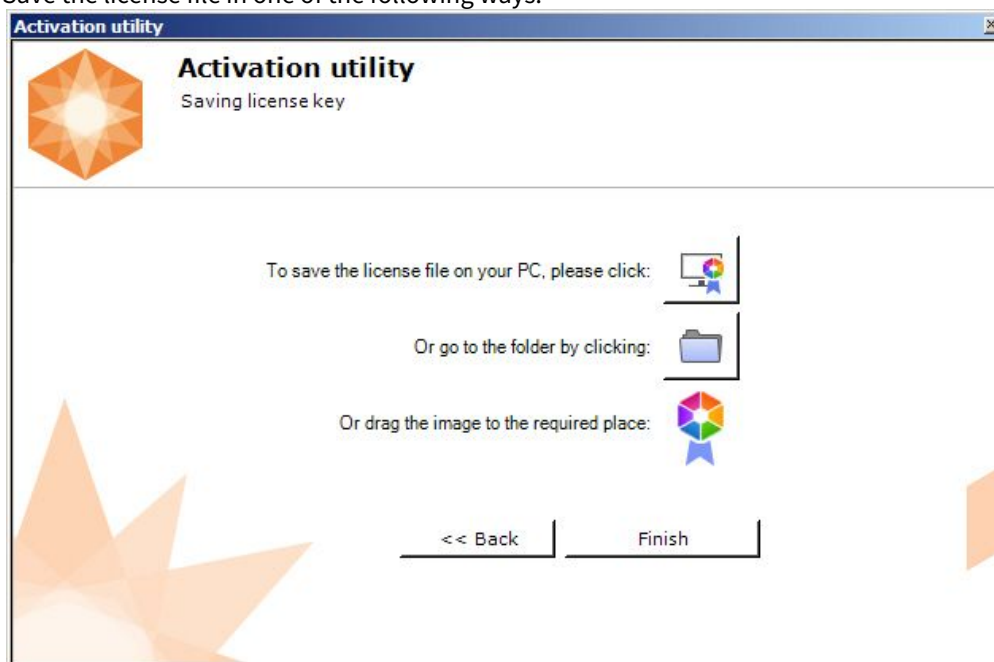 Save the license file in one of the following ways:
Activation utility
Activation utility
Saving license key
To save the license file on your PC, please click:
Or go to the folder by clicking:
Or drag the image to the required place:
<< Back
Finish